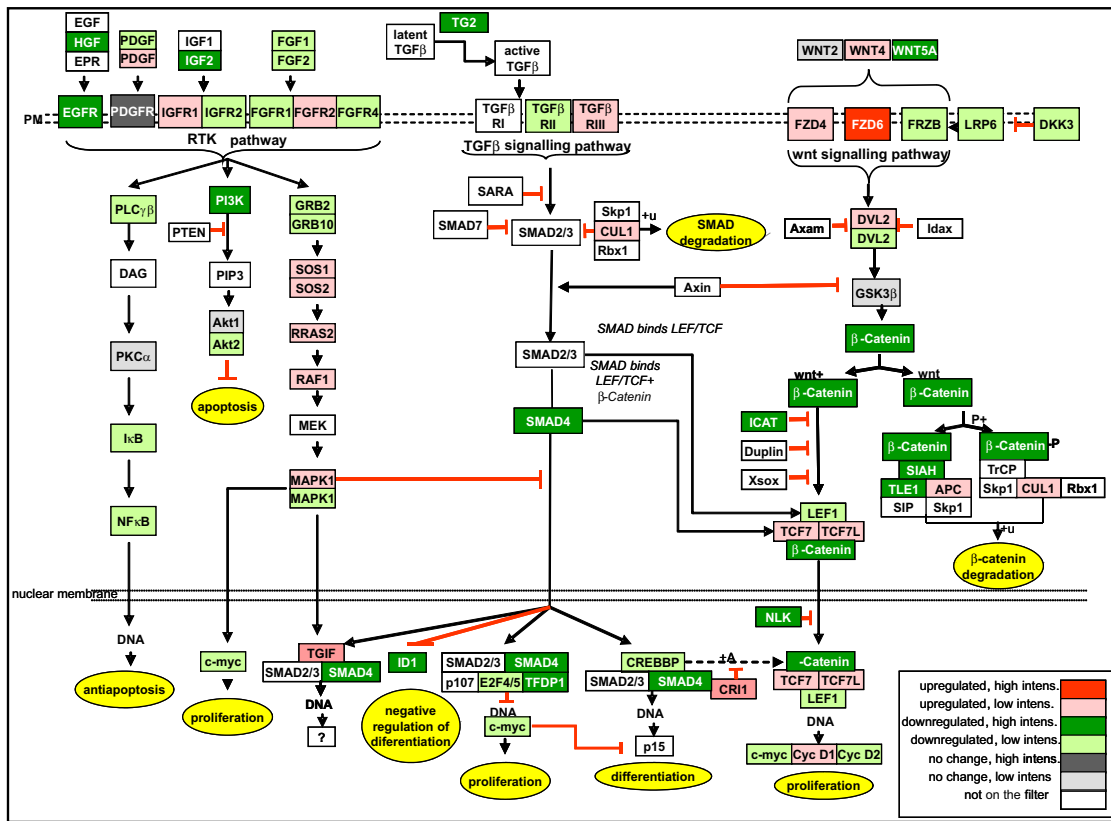 EGF
HGF
EPR
PDGF
PDGF
IGF1
IGF2
FGF1
FGF2
latent
TGFβ
TG2
active
TGFβ
WNT2 WNT4 WNT5A
PM
EGFR PDGFR IGFR1 IGFR2 FGFR1 FGFR2 FGFR4
TGFβ
RI
TGFβ
RII
TGFβ
RIII
FZD4 FZD6 FRZB LRP6 DKK3
RTK pathway
TGFβ signalling pathway
wnt signalling pathway
PLCγβ
PI3K
PTEN
GRB2
GRB10
SARA
SMAD7
SMAD2/3
Skp1
CUL1
Rbx1
+u
SMAD
degradation
Axam
DVL2
DVL2
Idax
DAG
PIP3
SOS1
SOS2
Axin
GSK3β
PKCα
Akt1
Akt2
RRAS2
SMAD binds LEF/TCF
β-Catenin
SMAD2/3
SMAD binds
LEF/TCF+
β-Catenin
RAF1
apoptosis
wnt+
β-Catenin
wnt
β-Catenin
IκB
MEK
SMAD4
ICAT
Duplin
Xsox
P+
β-Catenin
SIAH
TLE1 APC
SIP Skp1
β-Catenin
-P
TrCP
Skp1 CUL1 Rbx1
MAPK1
MAPK1
NFκB
LEF1
TCF7 TCF7L
β-Catenin
+u
β-catenin
degradation
nuclear membrane
NLK
DNA
antiapoptosis
c-myc
proliferation
TGIF
SMAD2/3 SMAD4
DNA
?
ID1
negative
regulation of
diferentiation
SMAD2/3 SMAD4
p107 E2F4/5 TFDP1
DNA
c-myc
proliferation
CREBBP
SMAD2/3 SMAD4
CRI1
+A
DNA
p15
differentiation
-Catenin
TCF7 TCF7L
LEF1
DNA
c-myc Cyc D1 Cyc D2
proliferation
upregulated, high intens.
upregulated, low intens.
downregulated, high intens.
downregulated, low intens.
no change, high intens.
no change, low intens
not on the filter